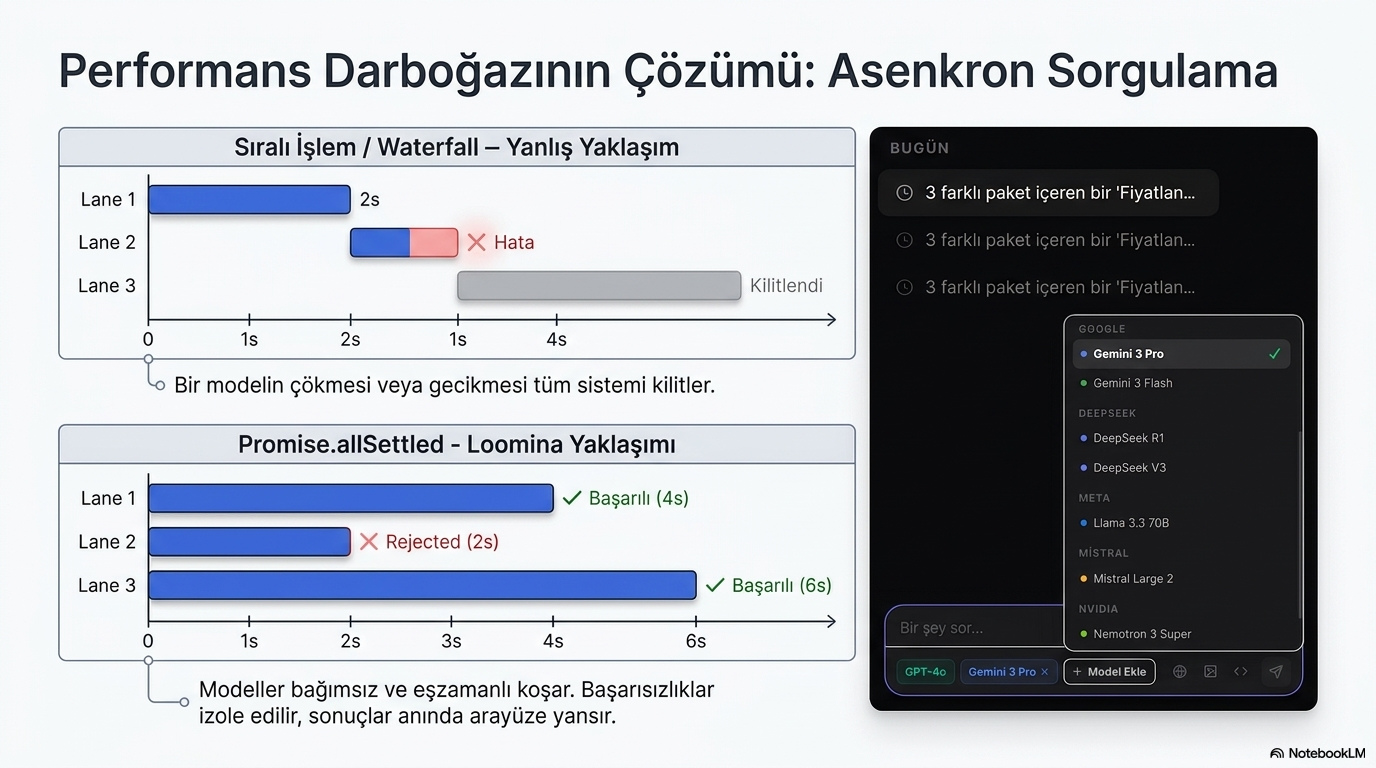 Performans Darboğazının Çözümü: Asenkron Sorgulama
Sıralı İşlem / Waterfall – Yanlış Yaklaşım
Lane 1
2s
Lane 2
Hata
Lane 3
Kilitlendi
0 1s 2s 1s 4s
Bir modelin çökmesi veya gecikmesi tüm sistemi kilitler.
Promise.allSettled - Loomina Yaklaşımı
Lane 1
Başarılı (4s)
Lane 2
Rejected (2s)
Lane 3
Başarılı (6s)
0 1s 2s 3s 4s 6s
Modeller bağımsız ve eşzamanlı koşar. Başarısızlıklar
izole edilir, sonuçlar anında arayüze yansır.
BUGÜN
3 farklı paket içeren bir 'Fiyatlan...
3 farklı paket içeren bir 'Fiyatlan...
3 farklı paket içeren bir 'Fiyatlan...
GOOGLE
Gemini 3 Pro
Gemini 3 Flash
DEEPSEEK
DeepSeek R1
DeepSeek V3
META
Llama 3.3 70B
MİSTRAL
Mistral Large 2
NVIDIA
Nemotron 3 Super
Bir şey sor...
GPT-4o
Gemini 3 Pro ×
+ Model Ekle
NotebookLM